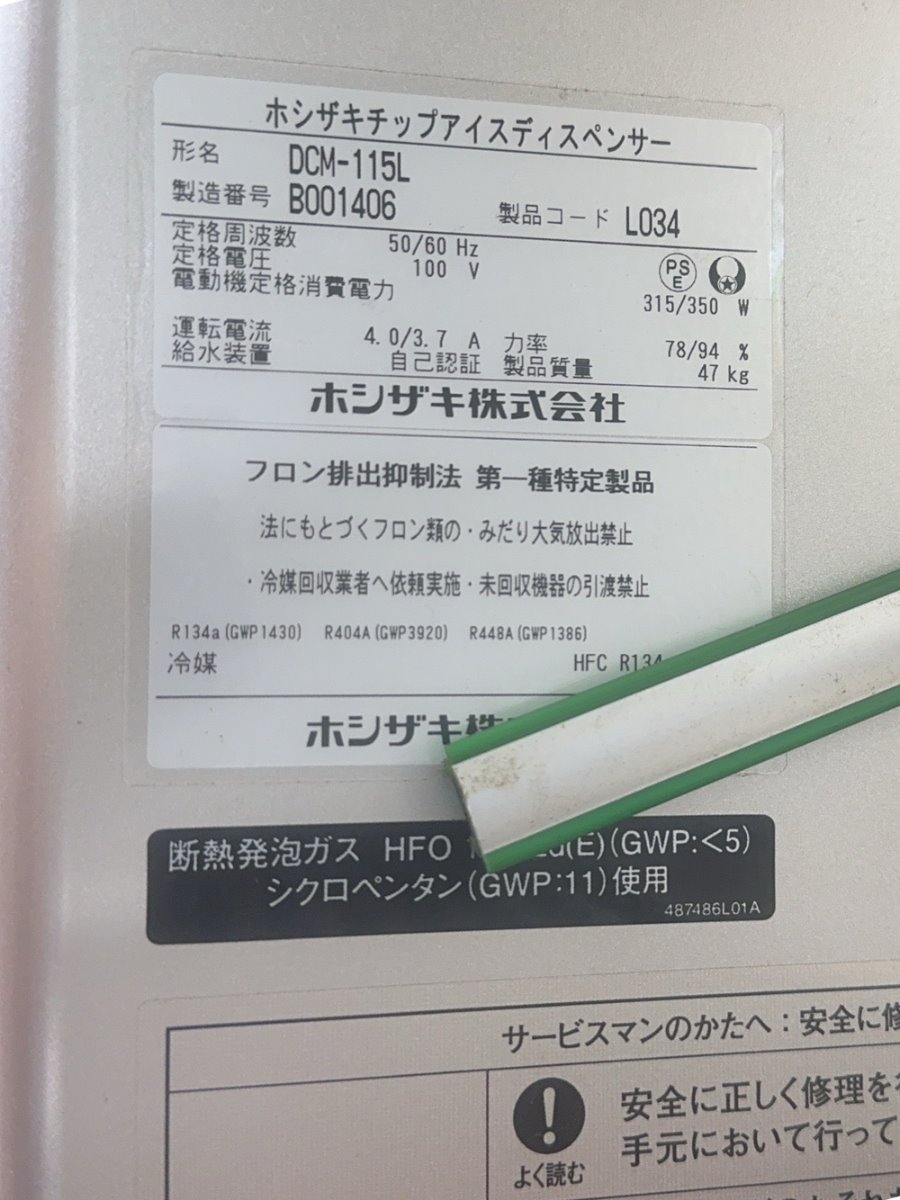 ホシザキチップアイスディスペンサー
形名 DCM-115L
製造番号 B001406 製品コード L034
定格周波数 50/60 Hz
定格電圧 100 V
PS E
電動機定格消費電力 315/350 W
運転電流 4.0/3.7 A 力率 78/94 %
給水装置 自己認証 製品質量 47 kg
ホシザキ株式会社
フロン排出抑制法 第一種特定製品
法にもとづくフロン類の・みだり大気放出禁止
・冷媒回収業者へ依頼実施・未回収機器の引渡禁止
R134a(GWP1430) R404A(GWP3920) R448A(GWP1386)
冷媒 HFC R134
ホシザキ株
断熱発泡ガス HFO (E)(GWP:<5)
シクロペンタン(GWP:11)使用
487486L01A
サービスマンのかたへ:安全に修
安全に正しく修理を
手元において行って
よく読む